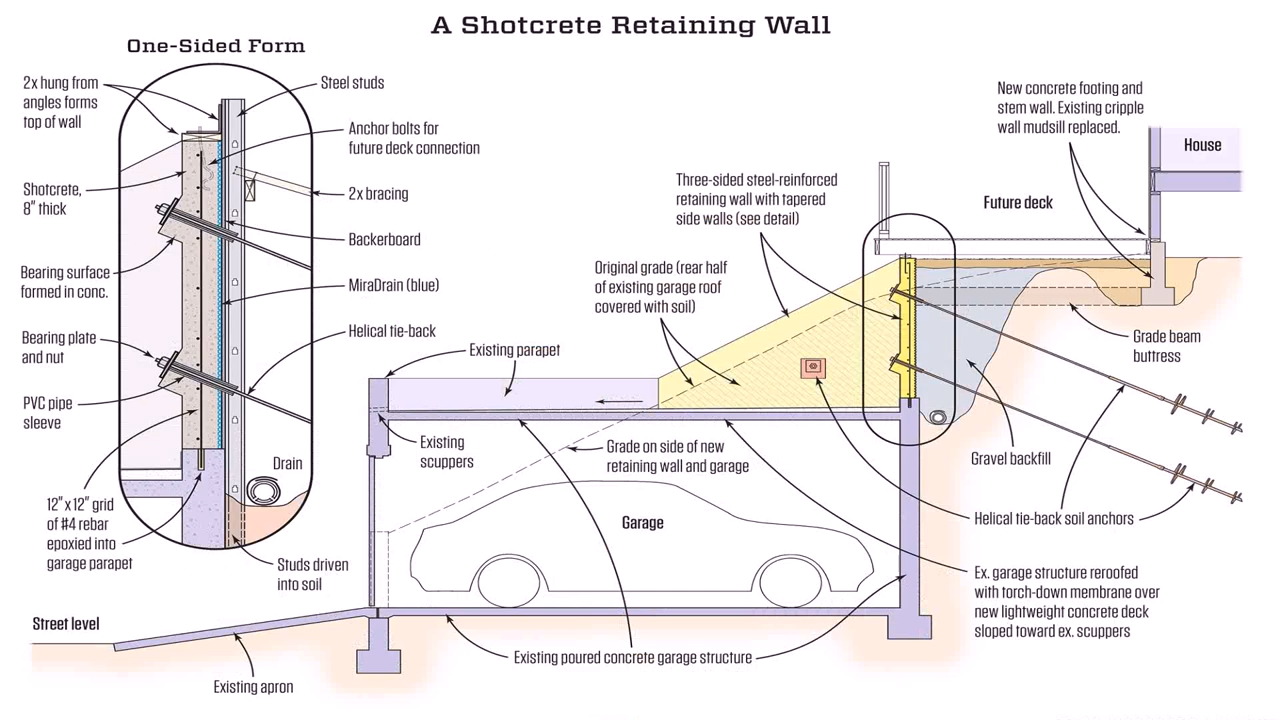 A Shotcrete Retaining Wall
One-Sided Form
2x hung from
angles forms
top of wall
Steel studs
Anchor bolts for
future deck connection
Shotcrete,
8" thick
2x bracing
Backerboard
Bearing surface
formed in conc.
MiraDrain (blue)
Bearing plate
and nut
Helical tie-back
PVC pipe
sleeve
Drain
12" x 12" grid
of #4 rebar
epoxied into
garage parapet
Studs driven
into soil
New concrete footing and
stem wall. Existing cripple
wall mudsill replaced.
House
Three-sided steel-reinforced
retaining wall with tapered
side walls (see detail)
Future deck
Original grade (rear half
of existing garage roof
covered with soil)
Grade beam
buttress
Existing parapet
Existing
scuppers
Grade on side of new
retaining wall and garage
Gravel backfill
Garage
Helical tie-back soil anchors
Ex. garage structure reroofed
with torch-down membrane over
new lightweight concrete deck
sloped toward ex. scuppers
Street level
Existing poured concrete garage structure
Existing apron